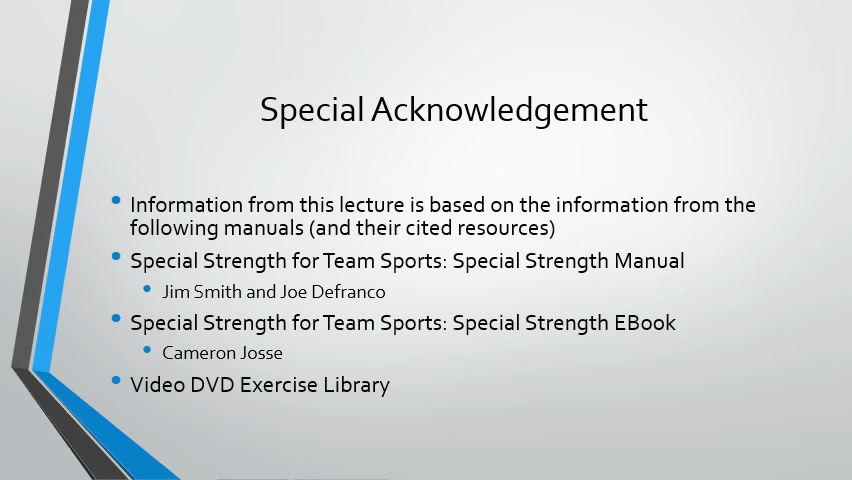 Special Acknowledgement
• Information from this lecture is based on the information from the
following manuals (and their cited resources)
• Special Strength for Team Sports: Special Strength Manual
• Jim Smith and Joe Defranco
• Special Strength for Team Sports: Special Strength EBook
• Cameron Josse
• Video DVD Exercise Library